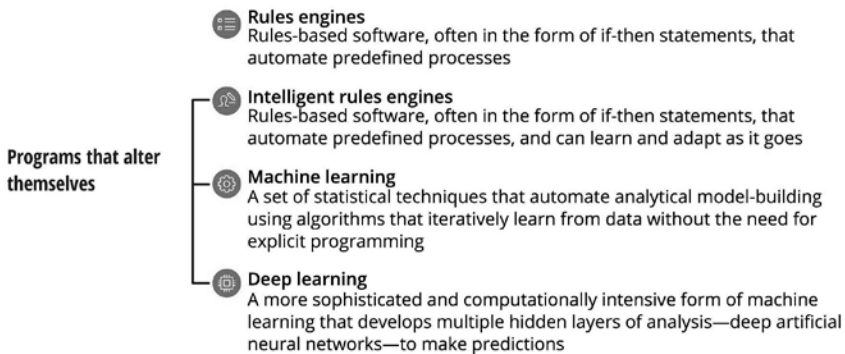 Rules engines
Rules-based software, often in the form of if-then statements, that
automate predefined processes
Intelligent rules engines
Rules-based software, often in the form of if-then statements, that
automate predefined processes, and can learn and adapt as it goes
Programs that alter
themselves
Machine learning
A set of statistical techniques that automate analytical model-building
using algorithms that iteratively learn from data without the need for
explicit programming
Deep learning
A more sophisticated and computationally intensive form of machine
learning that develops multiple hidden layers of analysis—deep artificial
neural networks—to make predictions